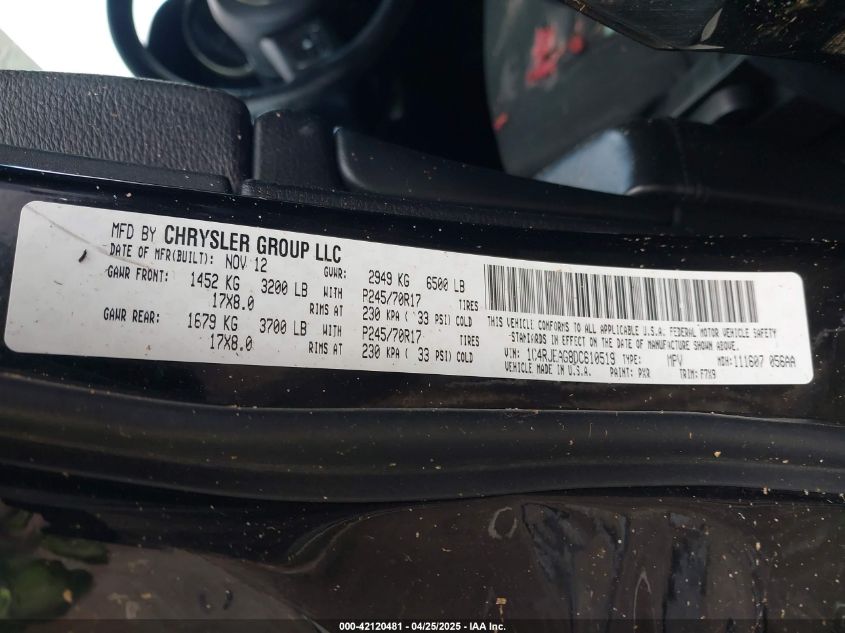 MFD BY CHRYSLER GROUP LLC
DATE OF MFR(BUILT): NOV 12 GVWR: 2949 KG 6500 LB
GAWR FRONT: 1452 KG 3200 LB WITH P245/70R17 TIRES
17X8.0 RIMS AT 230 KPA ( 33 PSI) COLD
GAWR REAR: 1679 KG 3700 LB WITH P245/70R17 TIRES
17X8.0 RIMS AT 230 KPA ( 33 PSI) COLD
THIS VEHICLE CONFORMS TO ALL APPLICABLE U.S.A. FEDERAL MOTOR VEHICLE SAFETY
STANDARDS IN EFFECT ON THE DATE OF MANUFACTURE SHOWN ABOVE.
VIN: 1C4RJEAG8DC610519 TYPE: MPV MDH: 111607 056AA
VEHICLE MADE IN U.S.A. PAINT: PXR TRIM: F7X9
000-42120481 - 04/25/2025 - IAA Inc.